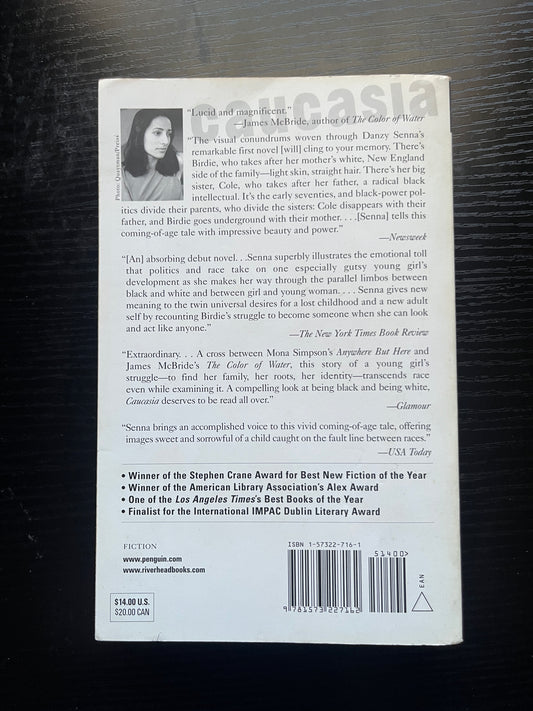 caucasia
"Lucid and magnificent."
—James McBride, author of The Color of Water
"The visual conundrums woven through Danzy Senna's
remarkable first novel [will] cling to your memory. There's
Birdie, who takes after her mother's white, New England
side of the family—light skin, straight hair. There's her big
sister, Cole, who takes after her father, a radical black
intellectual. It's the early seventies, and black-power pol-
itics divide their parents, who divide the sisters: Cole disappears with their
father, and Birdie goes underground with their mother. . . .[Senna] tells this
coming-of-age tale with impressive beauty and power."
—Newsweek
"[An] absorbing debut novel. . .Senna superbly illustrates the emotional toll
that politics and race take on one especially gutsy young girl's
development as she makes her way through the parallel limbos between
black and white and between girl and young woman. . . . Senna gives new
meaning to the twin universal desires for a lost childhood and a new adult
self by recounting Birdie's struggle to become someone when she can look
and act like anyone."
—The New York Times Book Review
"Extraordinary. . . A cross between Mona Simpson's Anywhere But Here and
James McBride's The Color of Water, this story of a young girl's
struggle—to find her family, her roots, her identity—transcends race
even while examining it. A compelling look at being black and being white,
Caucasia deserves to be read all over."
—Glamour
"Senna brings an accomplished voice to this vivid coming-of-age tale, offering
images sweet and sorrowful of a child caught on the fault line between races."
—USA Today
• Winner of the Stephen Crane Award for Best New Fiction of the Year
• Winner of the American Library Association's Alex Award
• One of the Los Angeles Times's Best Books of the Year
• Finalist for the International IMPAC Dublin Literary Award
FICTION
www.penguin.com
www.riverheadbooks.com
$14.00 U.S.
$20.00 CAN
ISBN 1-57322-716-1
51400>
9 781573 227162
EAN